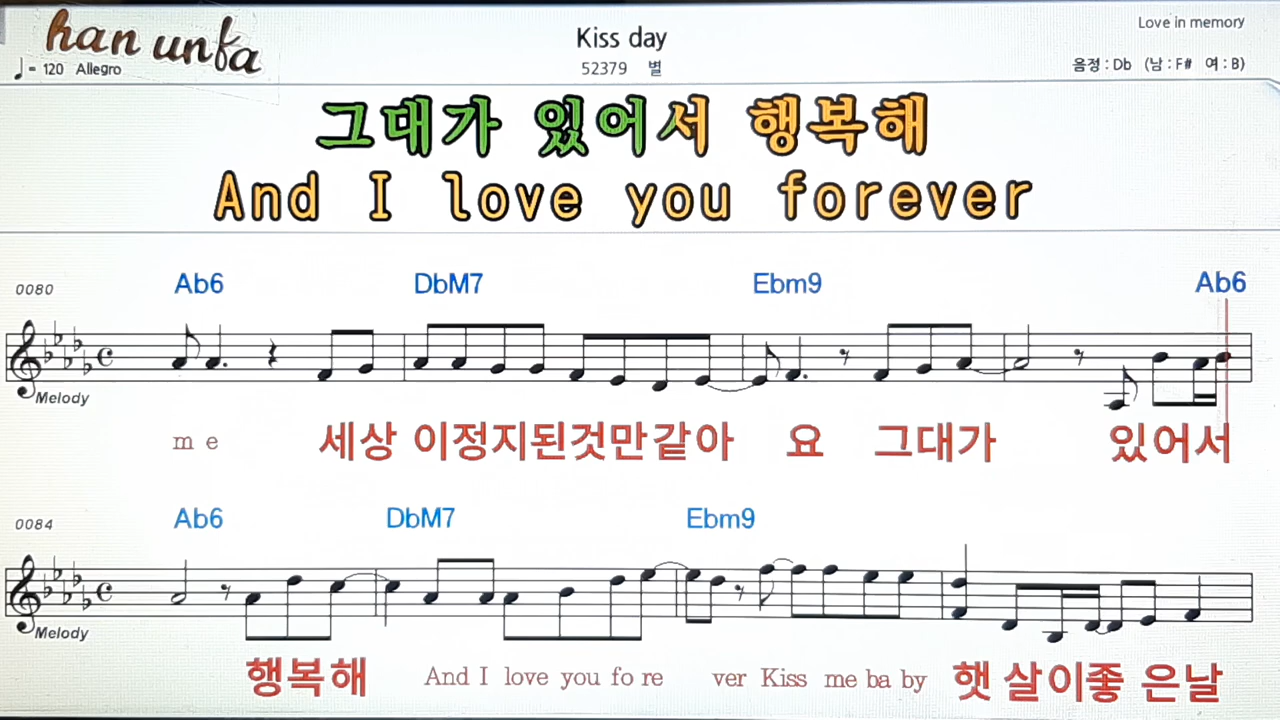 han unfa
Kiss day
Love in memory
♩= 120 Allegro
52379 별
음정 : Db (남 : F# 여 : B)
그대가 있어서 행복해
And I love you forever
0080
Ab6 DbM7 Ebm9 Ab6
Melody
me 세상 이정지된것만같아 요 그대가 있어서
0084
Ab6 DbM7 Ebm9
Melody
행복해 And I love you fo re ver Kiss me ba by 햇 살이좋 은날